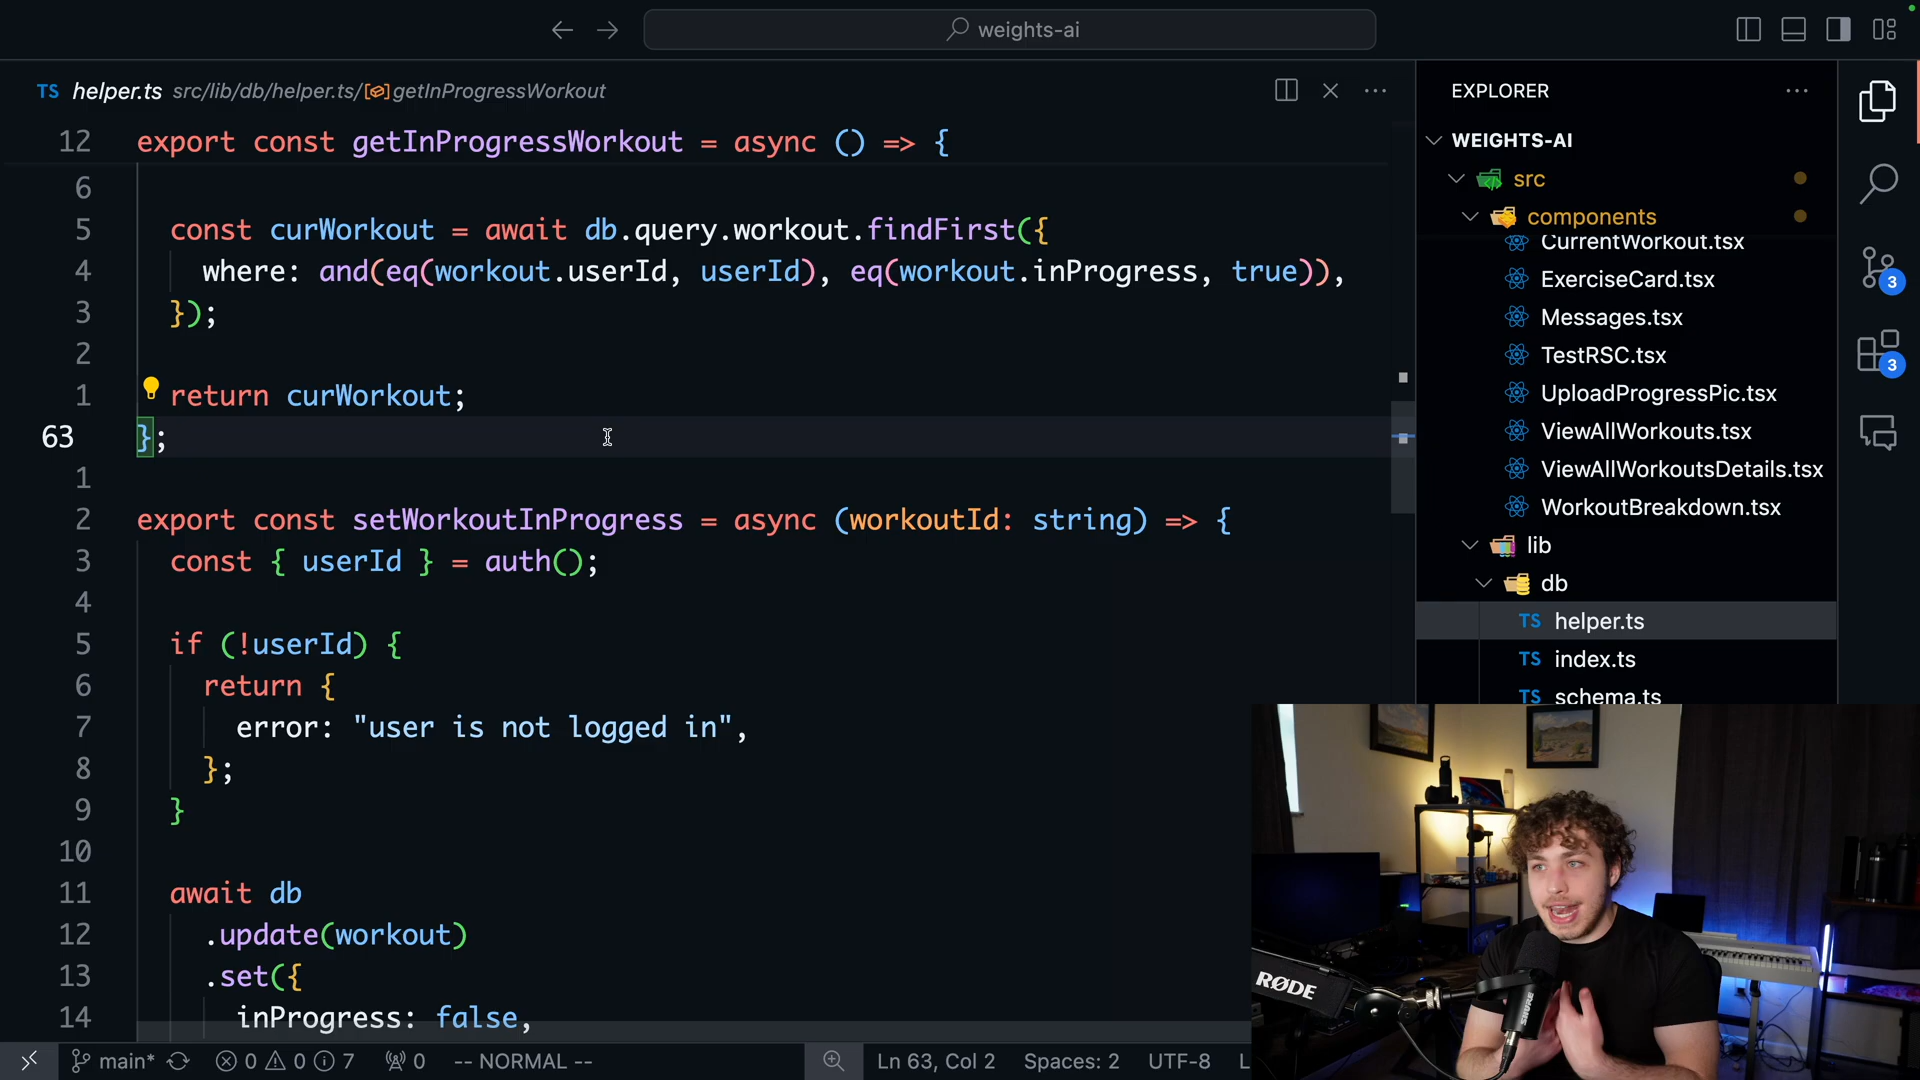 weights-ai
TS helper.ts src/lib/db/helper.ts/ getInProgressWorkout
12 export const getInProgressWorkout = async () => {
6
5 const curWorkout = await db.query.workout.findFirst({
4 where: and(eq(workout.userId, userId), eq(workout.inProgress, true)),
3 });
2
1 return curWorkout;
63 };
1
2 export const setWorkoutInProgress = async (workoutId: string) => {
3 const { userId } = auth();
4
5 if (!userId) {
6 return {
7 error: "user is not logged in",
8 };
9 }
10
11 await db
12 .update(workout)
13 .set({
14 inProgress: false,
main* 0 0 7 0 -- NORMAL -- Ln 63, Col 2 Spaces: 2 UTF-8 L
EXPLORER
WEIGHTS-AI
src
components
CurrentWorkout.tsx
ExerciseCard.tsx
Messages.tsx
TestRSC.tsx
UploadProgressPic.tsx
ViewAllWorkouts.tsx
ViewAllWorkoutsDetails.tsx
WorkoutBreakdown.tsx
lib
db
TS helper.ts
TS index.ts
TS schema.ts
3
3
RØDE
SHURE